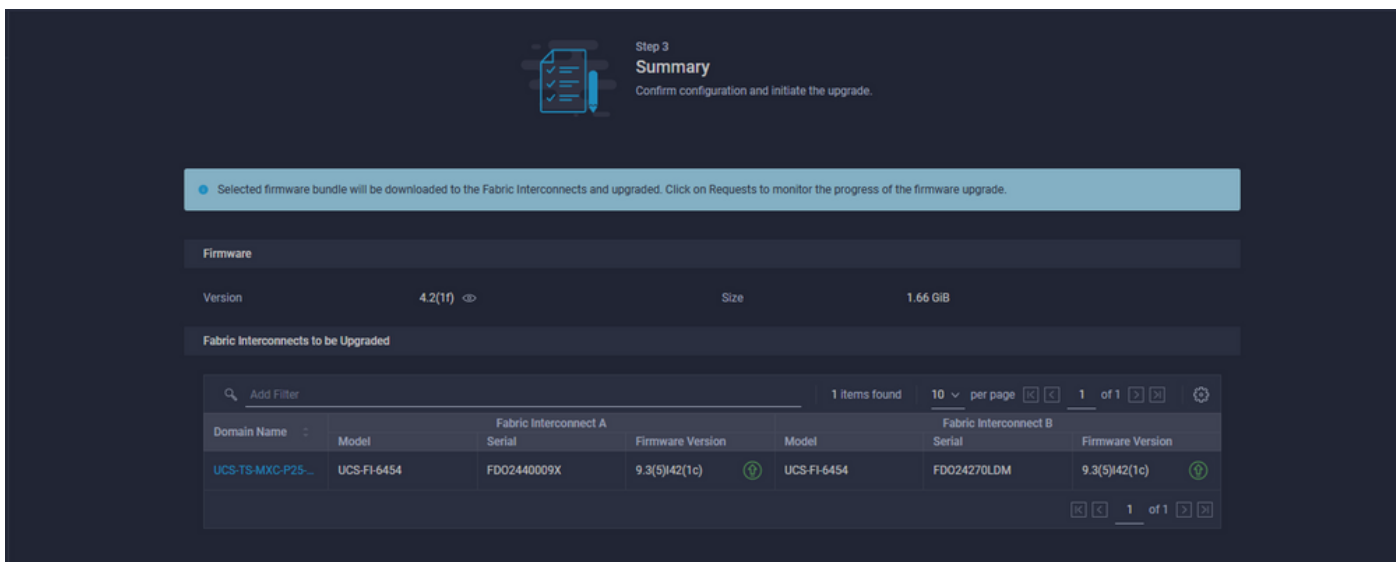 Step 3
Summary
Confirm configuration and initiate the upgrade.
Selected firmware bundle will be downloaded to the Fabric Interconnects and upgraded. Click on Requests to monitor the progress of the firmware upgrade.
Firmware
Version 4.2(1f) Size 1.66 GiB
Fabric Interconnects to be Upgraded
Add Filter 1 items found 10 per page 1 of 1
Domain Name Fabric Interconnect A Fabric Interconnect B
Model Serial Firmware Version Model Serial Firmware Version
UCS-TS-MXC-P25-... UCS-FI-6454 FDO2440009X 9.3(5)I42(1c) UCS-FI-6454 FDO24270LDM 9.3(5)I42(1c)
1 of 1